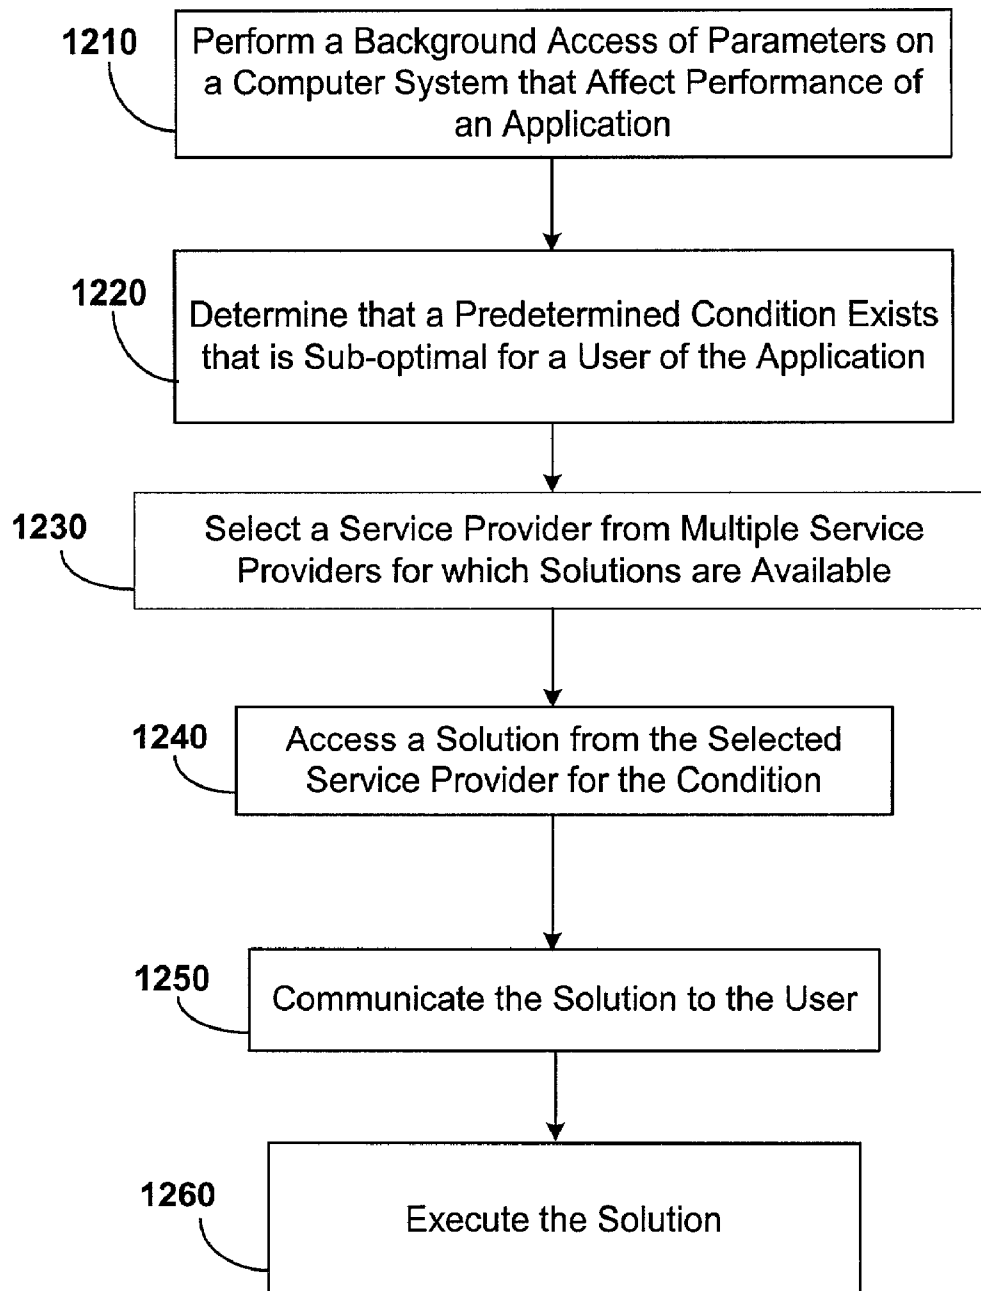 1210
Perform a Background Access of Parameters on
a Computer System that Affect Performance of
an Application
1220
Determine that a Predetermined Condition Exists
that is Sub-optimal for a User of the Application
1230
Select a Service Provider from Multiple Service
Providers for which Solutions are Available
1240
Access a Solution from the Selected
Service Provider for the Condition
1250
Communicate the Solution to the User
1260
Execute the Solution